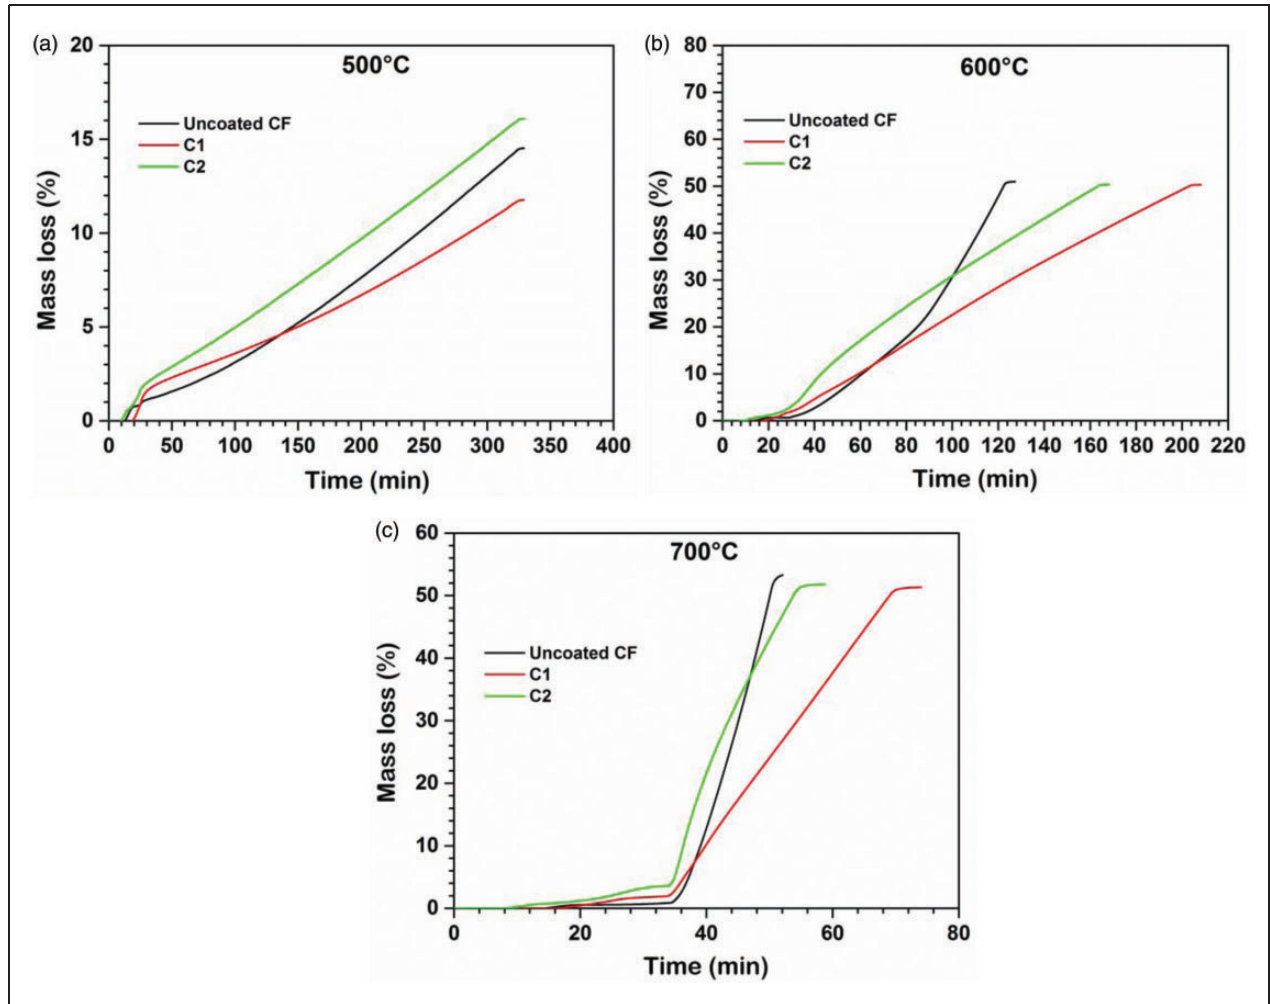 (a)
500°C
Uncoated CF
C1
C2
Mass loss (%)
20
15
10
5
0
0 50 100 150 200 250 300 350 400
Time (min)
(b)
600°C
Uncoated CF
C1
C2
Mass loss (%)
80
70
60
50
40
30
20
10
0
0 20 40 60 80 100 120 140 160 180 200 220
Time (min)
(c)
700°C
Uncoated CF
C1
C2
Mass loss (%)
60
50
40
30
20
10
0
0 20 40 60 80
Time (min)